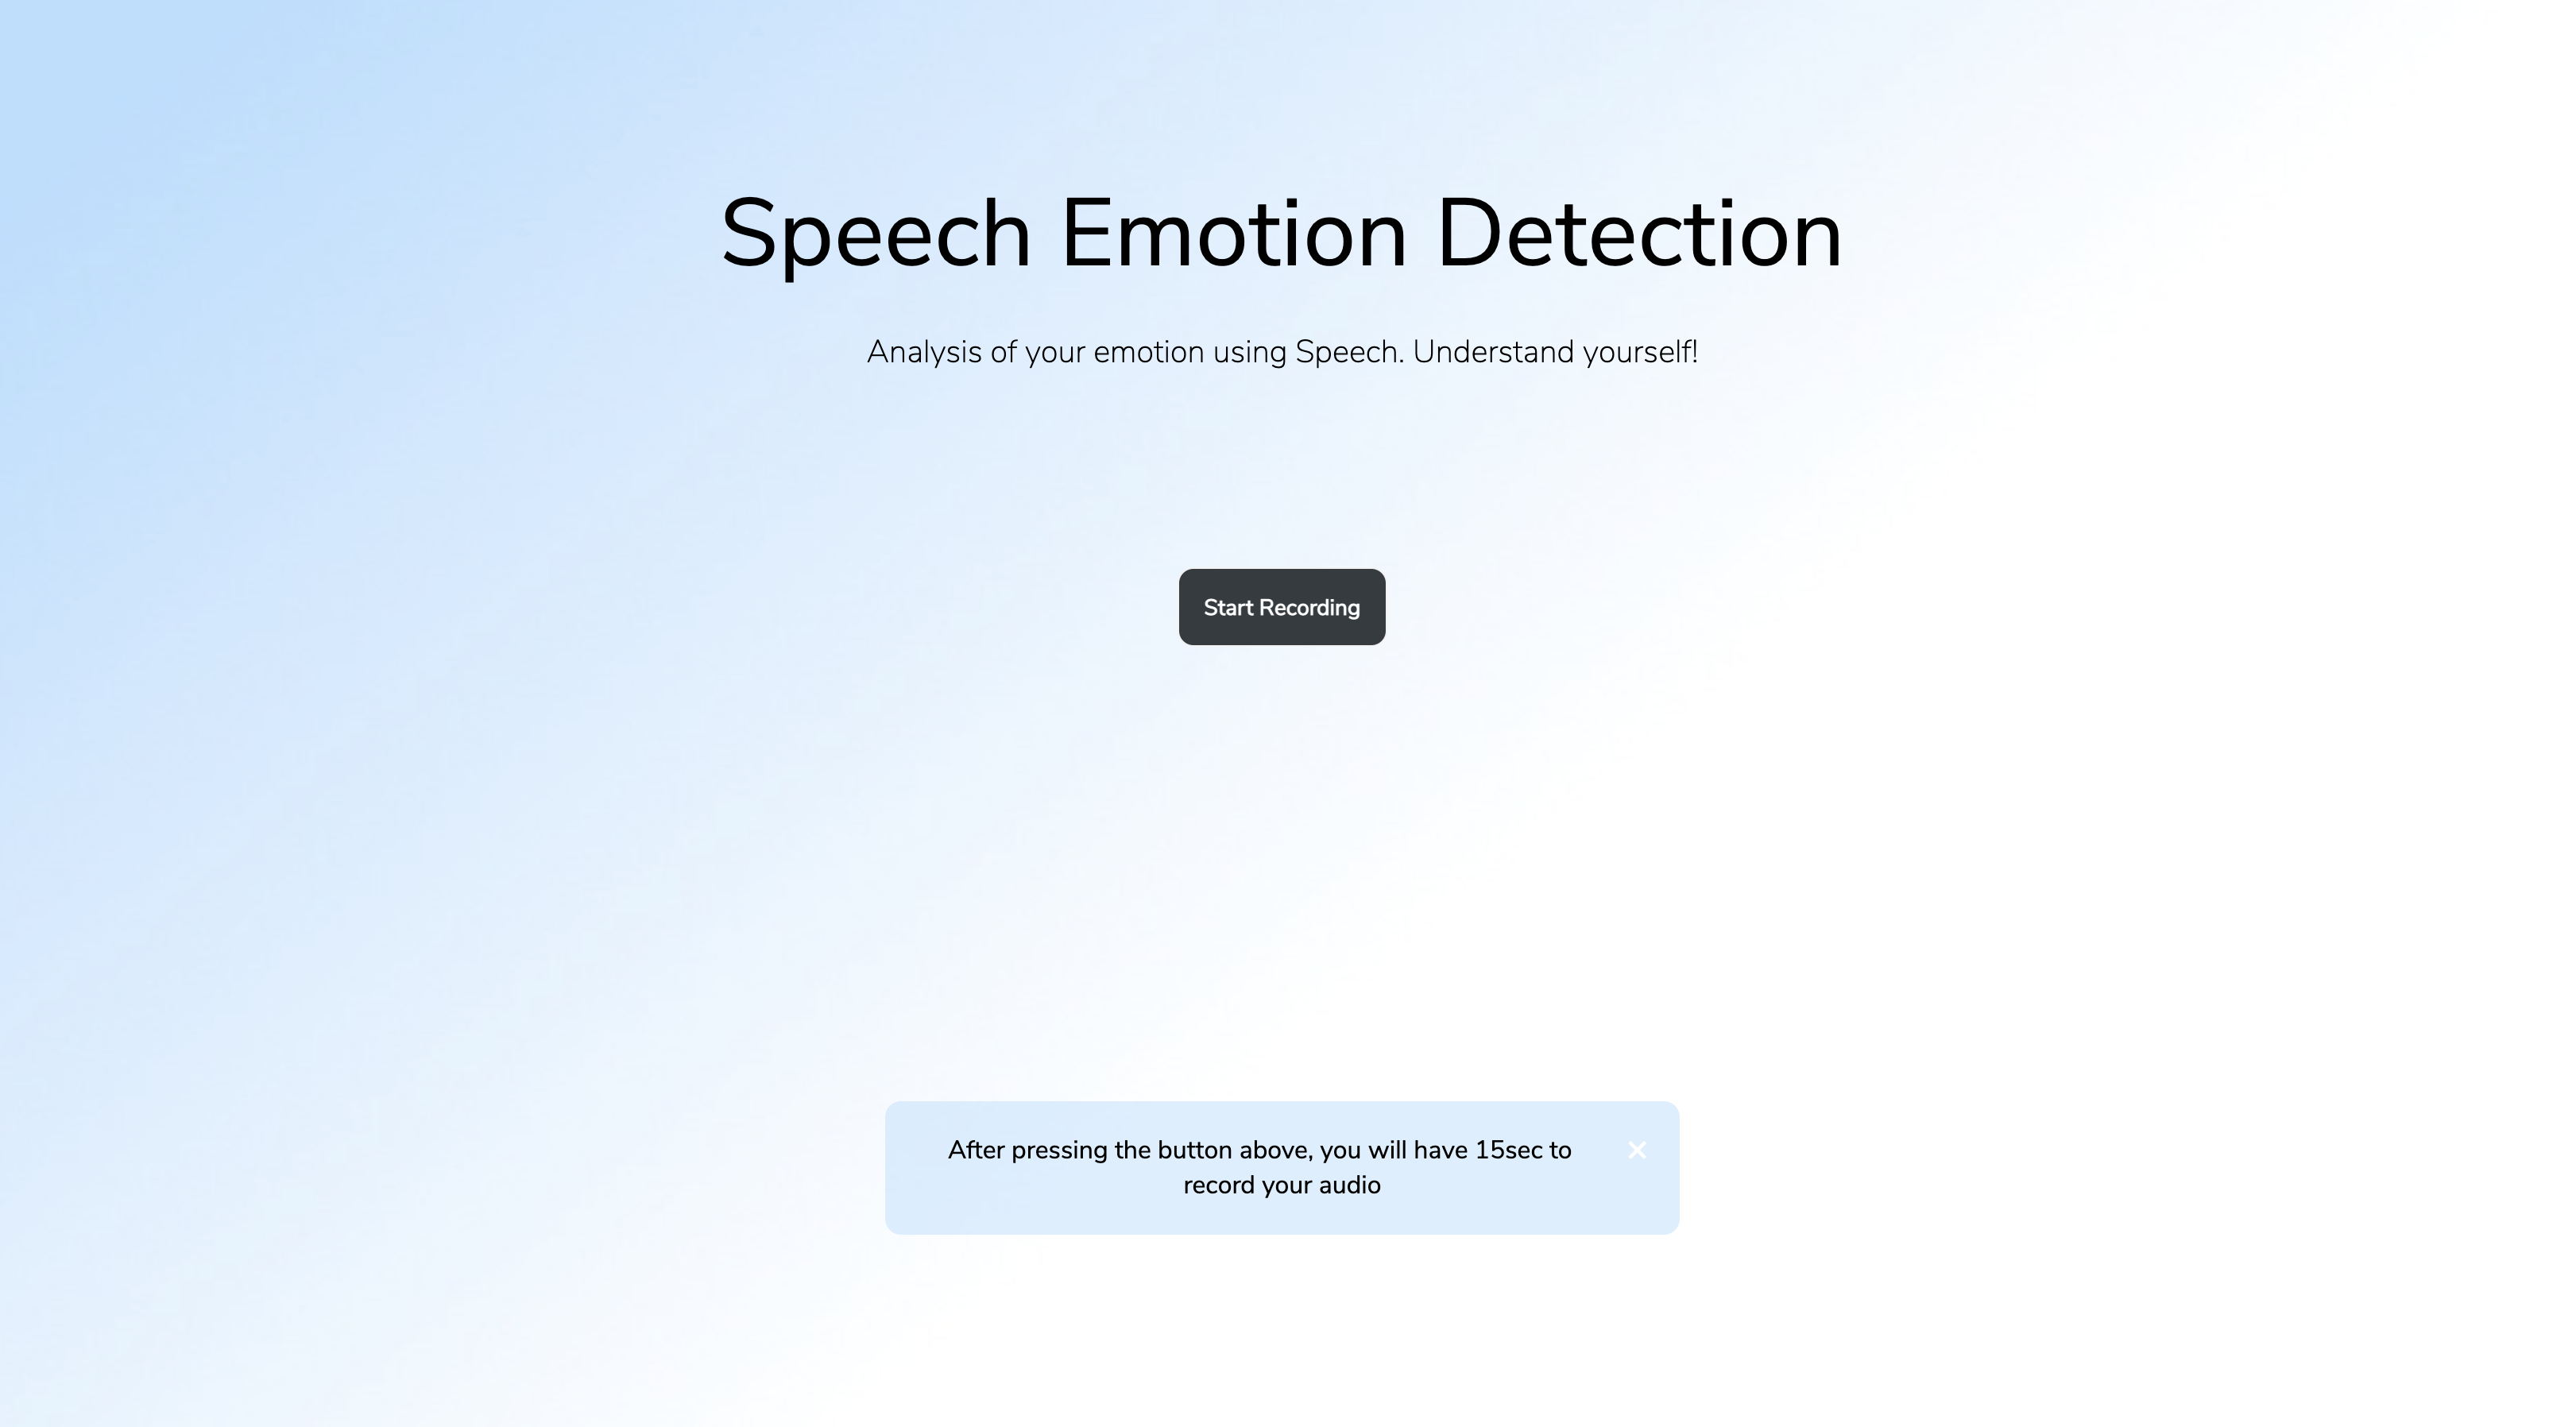 Speech Emotion Detection
Analysis of your emotion using Speech. Understand yourself!
Start Recording
After pressing the button above, you will have 15sec to
record your audio